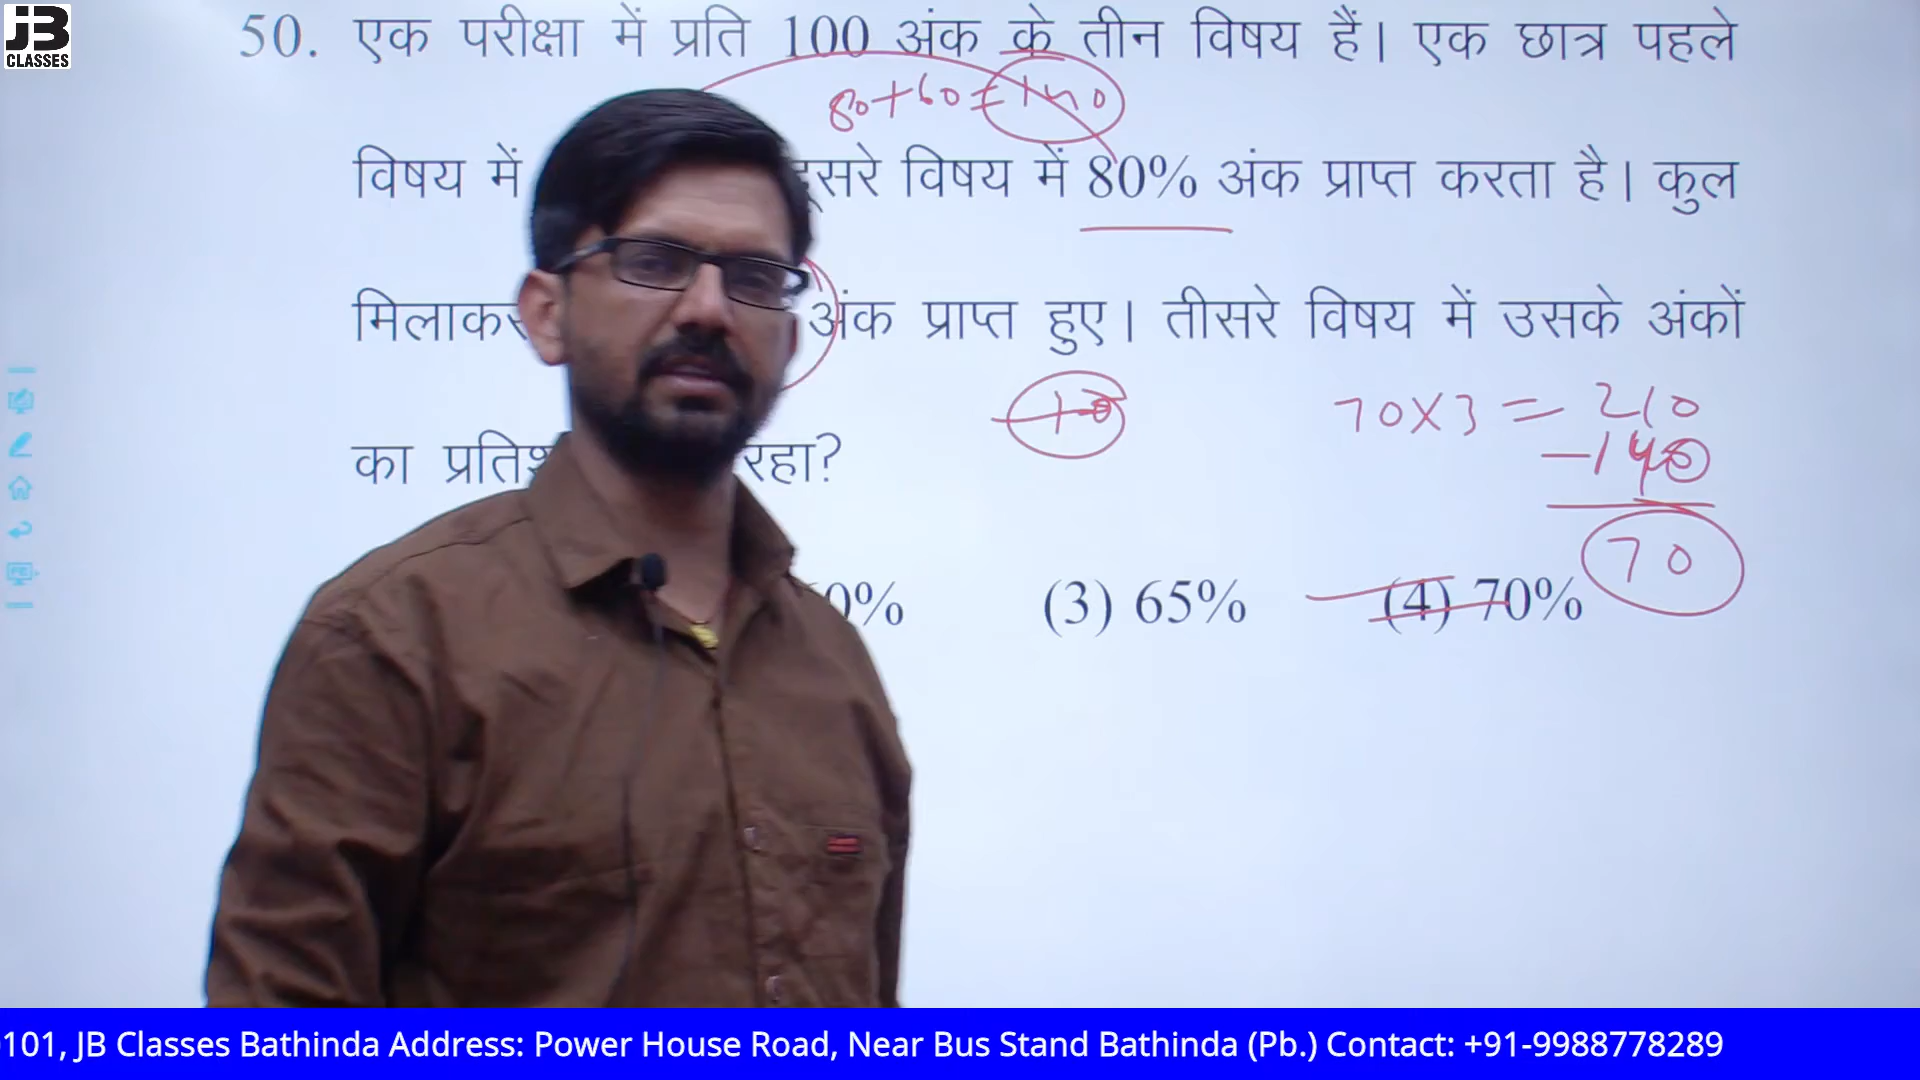 JB
CLASSES
50. एक परीक्षा में प्रति 100 अंक के तीन विषय हैं। एक छात्र पहले
80+60=140
विषय में दूसरे विषय में 80% अंक प्राप्त करता है। कुल
मिलाकर अंक प्राप्त हुए। तीसरे विषय में उसके अंकों
70×3=210
-140
का रहा?
70
0% (3) 65% (4) 70%
101, JB Classes Bathinda Address: Power House Road, Near Bus Stand Bathinda (Pb.) Contact: +91-9988778289